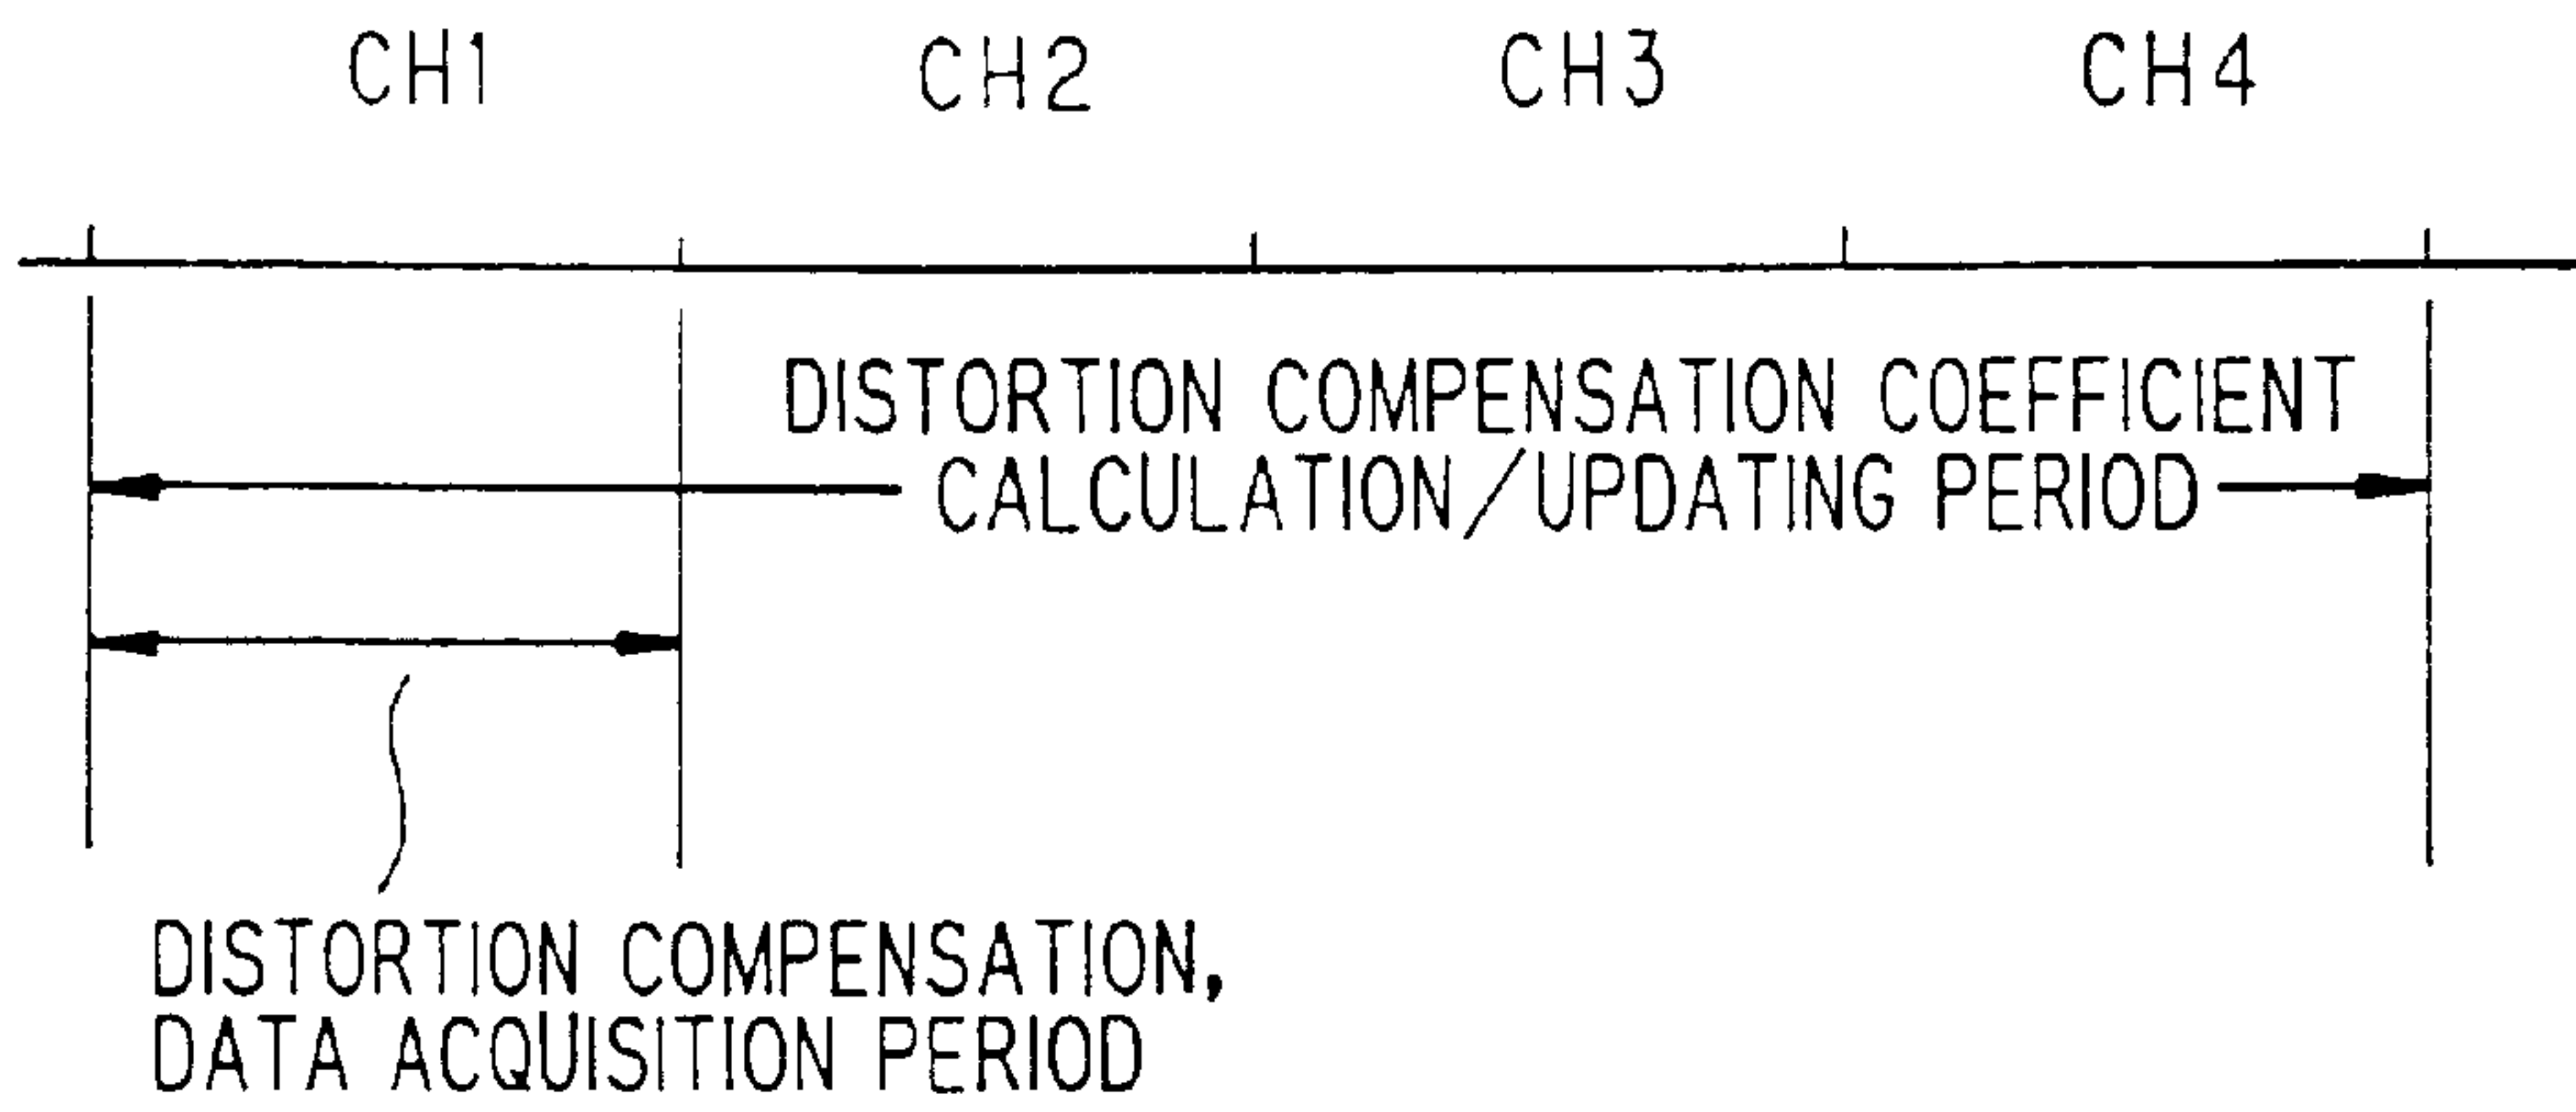 CH1 CH2 CH3 CH4
DISTORTION COMPENSATION COEFFICIENT
CALCULATION/UPDATING PERIOD
DISTORTION COMPENSATION,
DATA ACQUISITION PERIOD